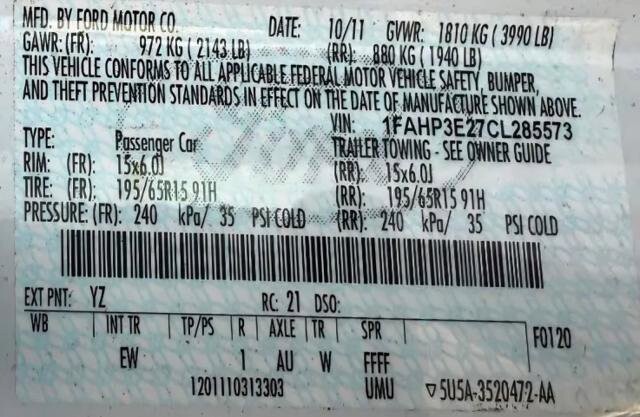 MFD. BY FORD MOTOR CO. DATE: 10/11 GVWR: 1810 KG ( 3990 LB)
GAWR: (FR): 972 KG ( 2143 LB) (RR): 880 KG ( 1940 LB)
THIS VEHICLE CONFORMS TO ALL APPLICABLE FEDERAL MOTOR VEHICLE SAFETY, BUMPER,
AND THEFT PREVENTION STANDARDS IN EFFECT ON THE DATE OF MANUFACTURE SHOWN ABOVE.
VIN: 1FAHP3E27CL285573
TYPE: Passenger Car TRAILER TOWING - SEE OWNER GUIDE
RIM: (FR): 15x6.0J (RR): 15x6.0J
TIRE: (FR): 195/65R15 91H (RR): 195/65R15 91H
PRESSURE: (FR): 240 kPa/ 35 PSI COLD (RR): 240 kPa/ 35 PSI COLD
EXT PNT: YZ RC: 21 DSO:
WB INT TR TP/PS R AXLE TR SPR F0120
EW 1 AU W FFFF
1201110313303 UMU ▽5U5A-3520472-AA